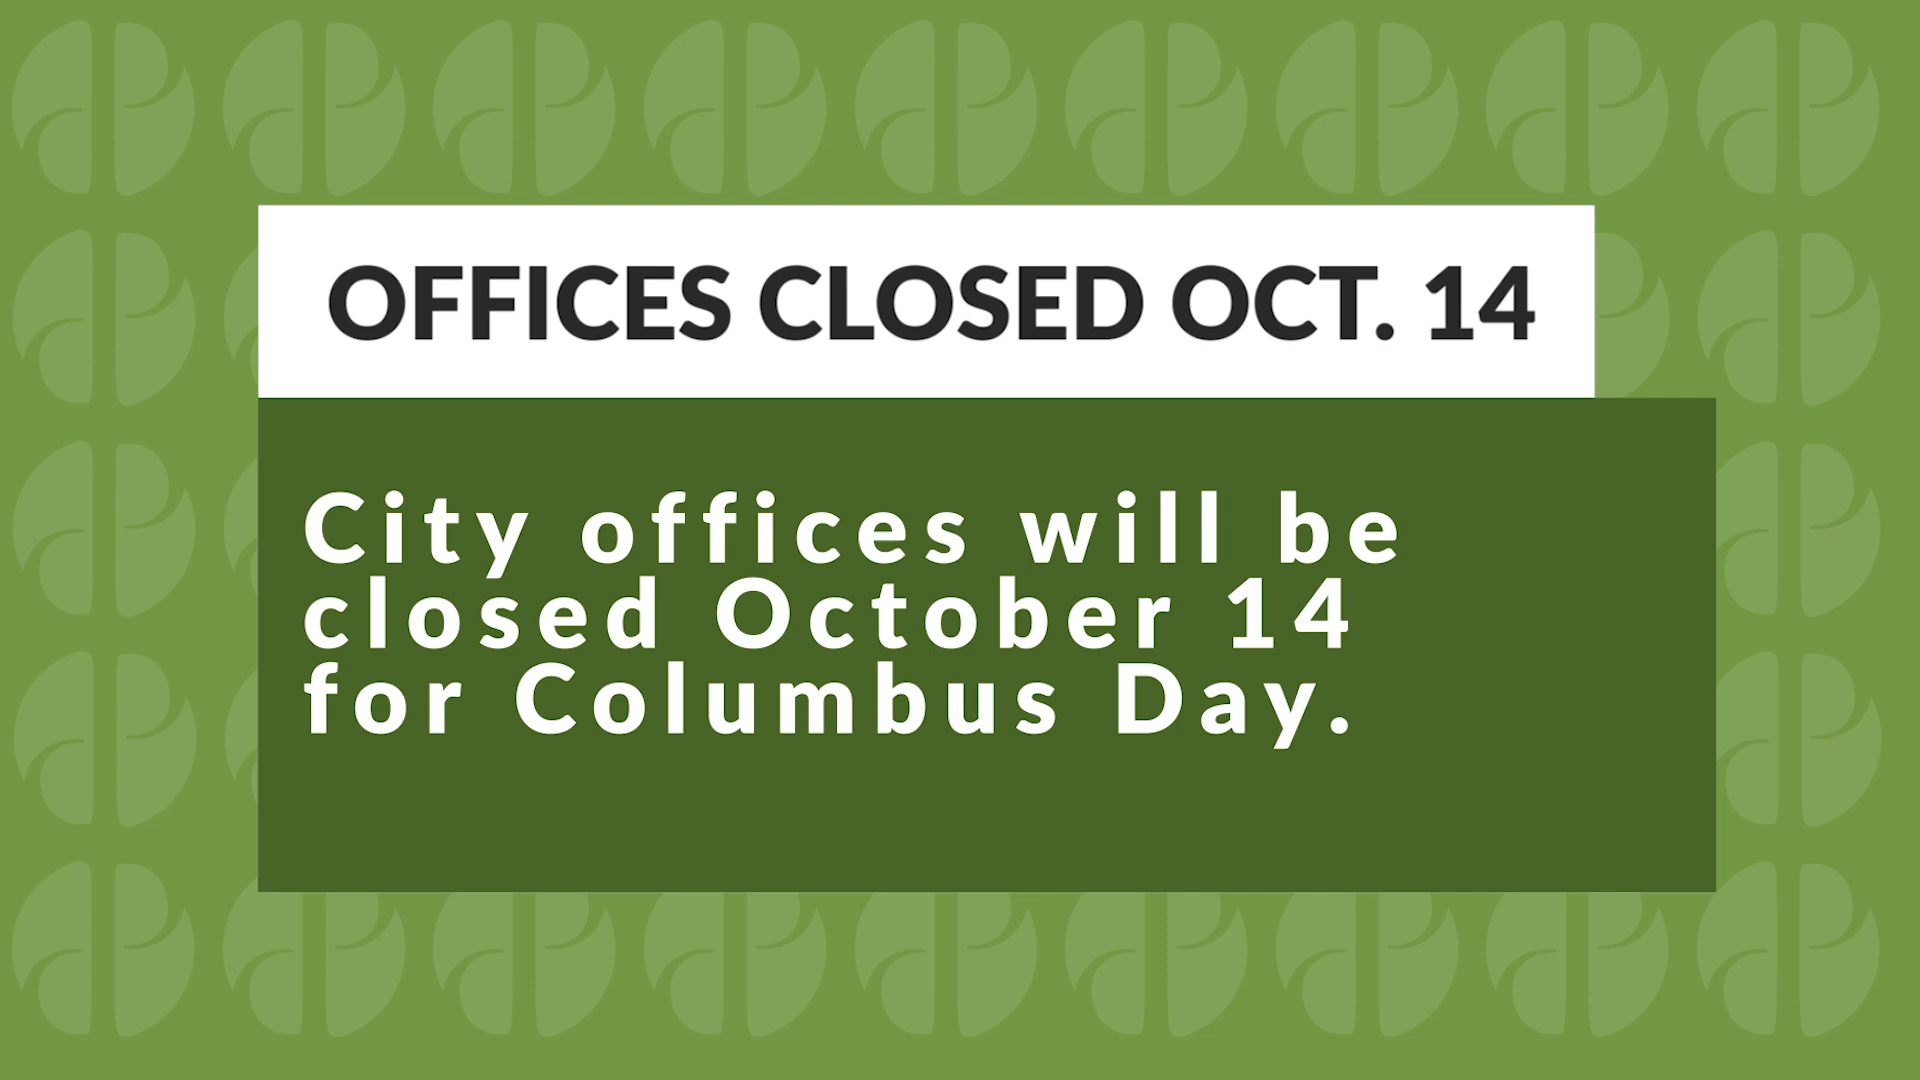 OFFICES CLOSED OCT. 14
City offices will be
closed October 14
for Columbus Day.